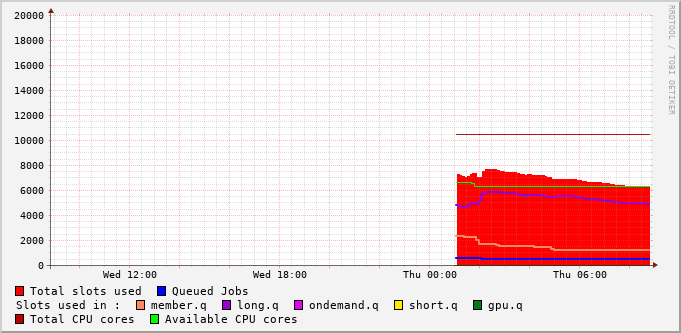 20000
18000
16000
14000
12000
10000
8000
6000
4000
2000
0
Wed 12:00 Wed 18:00 Thu 00:00 Thu 06:00
RRDTOOL / TOBI OETIKER
Total slots used Queued Jobs
Slots used in : member.q long.q ondemand.q short.q gpu.q
Total CPU cores Available CPU cores